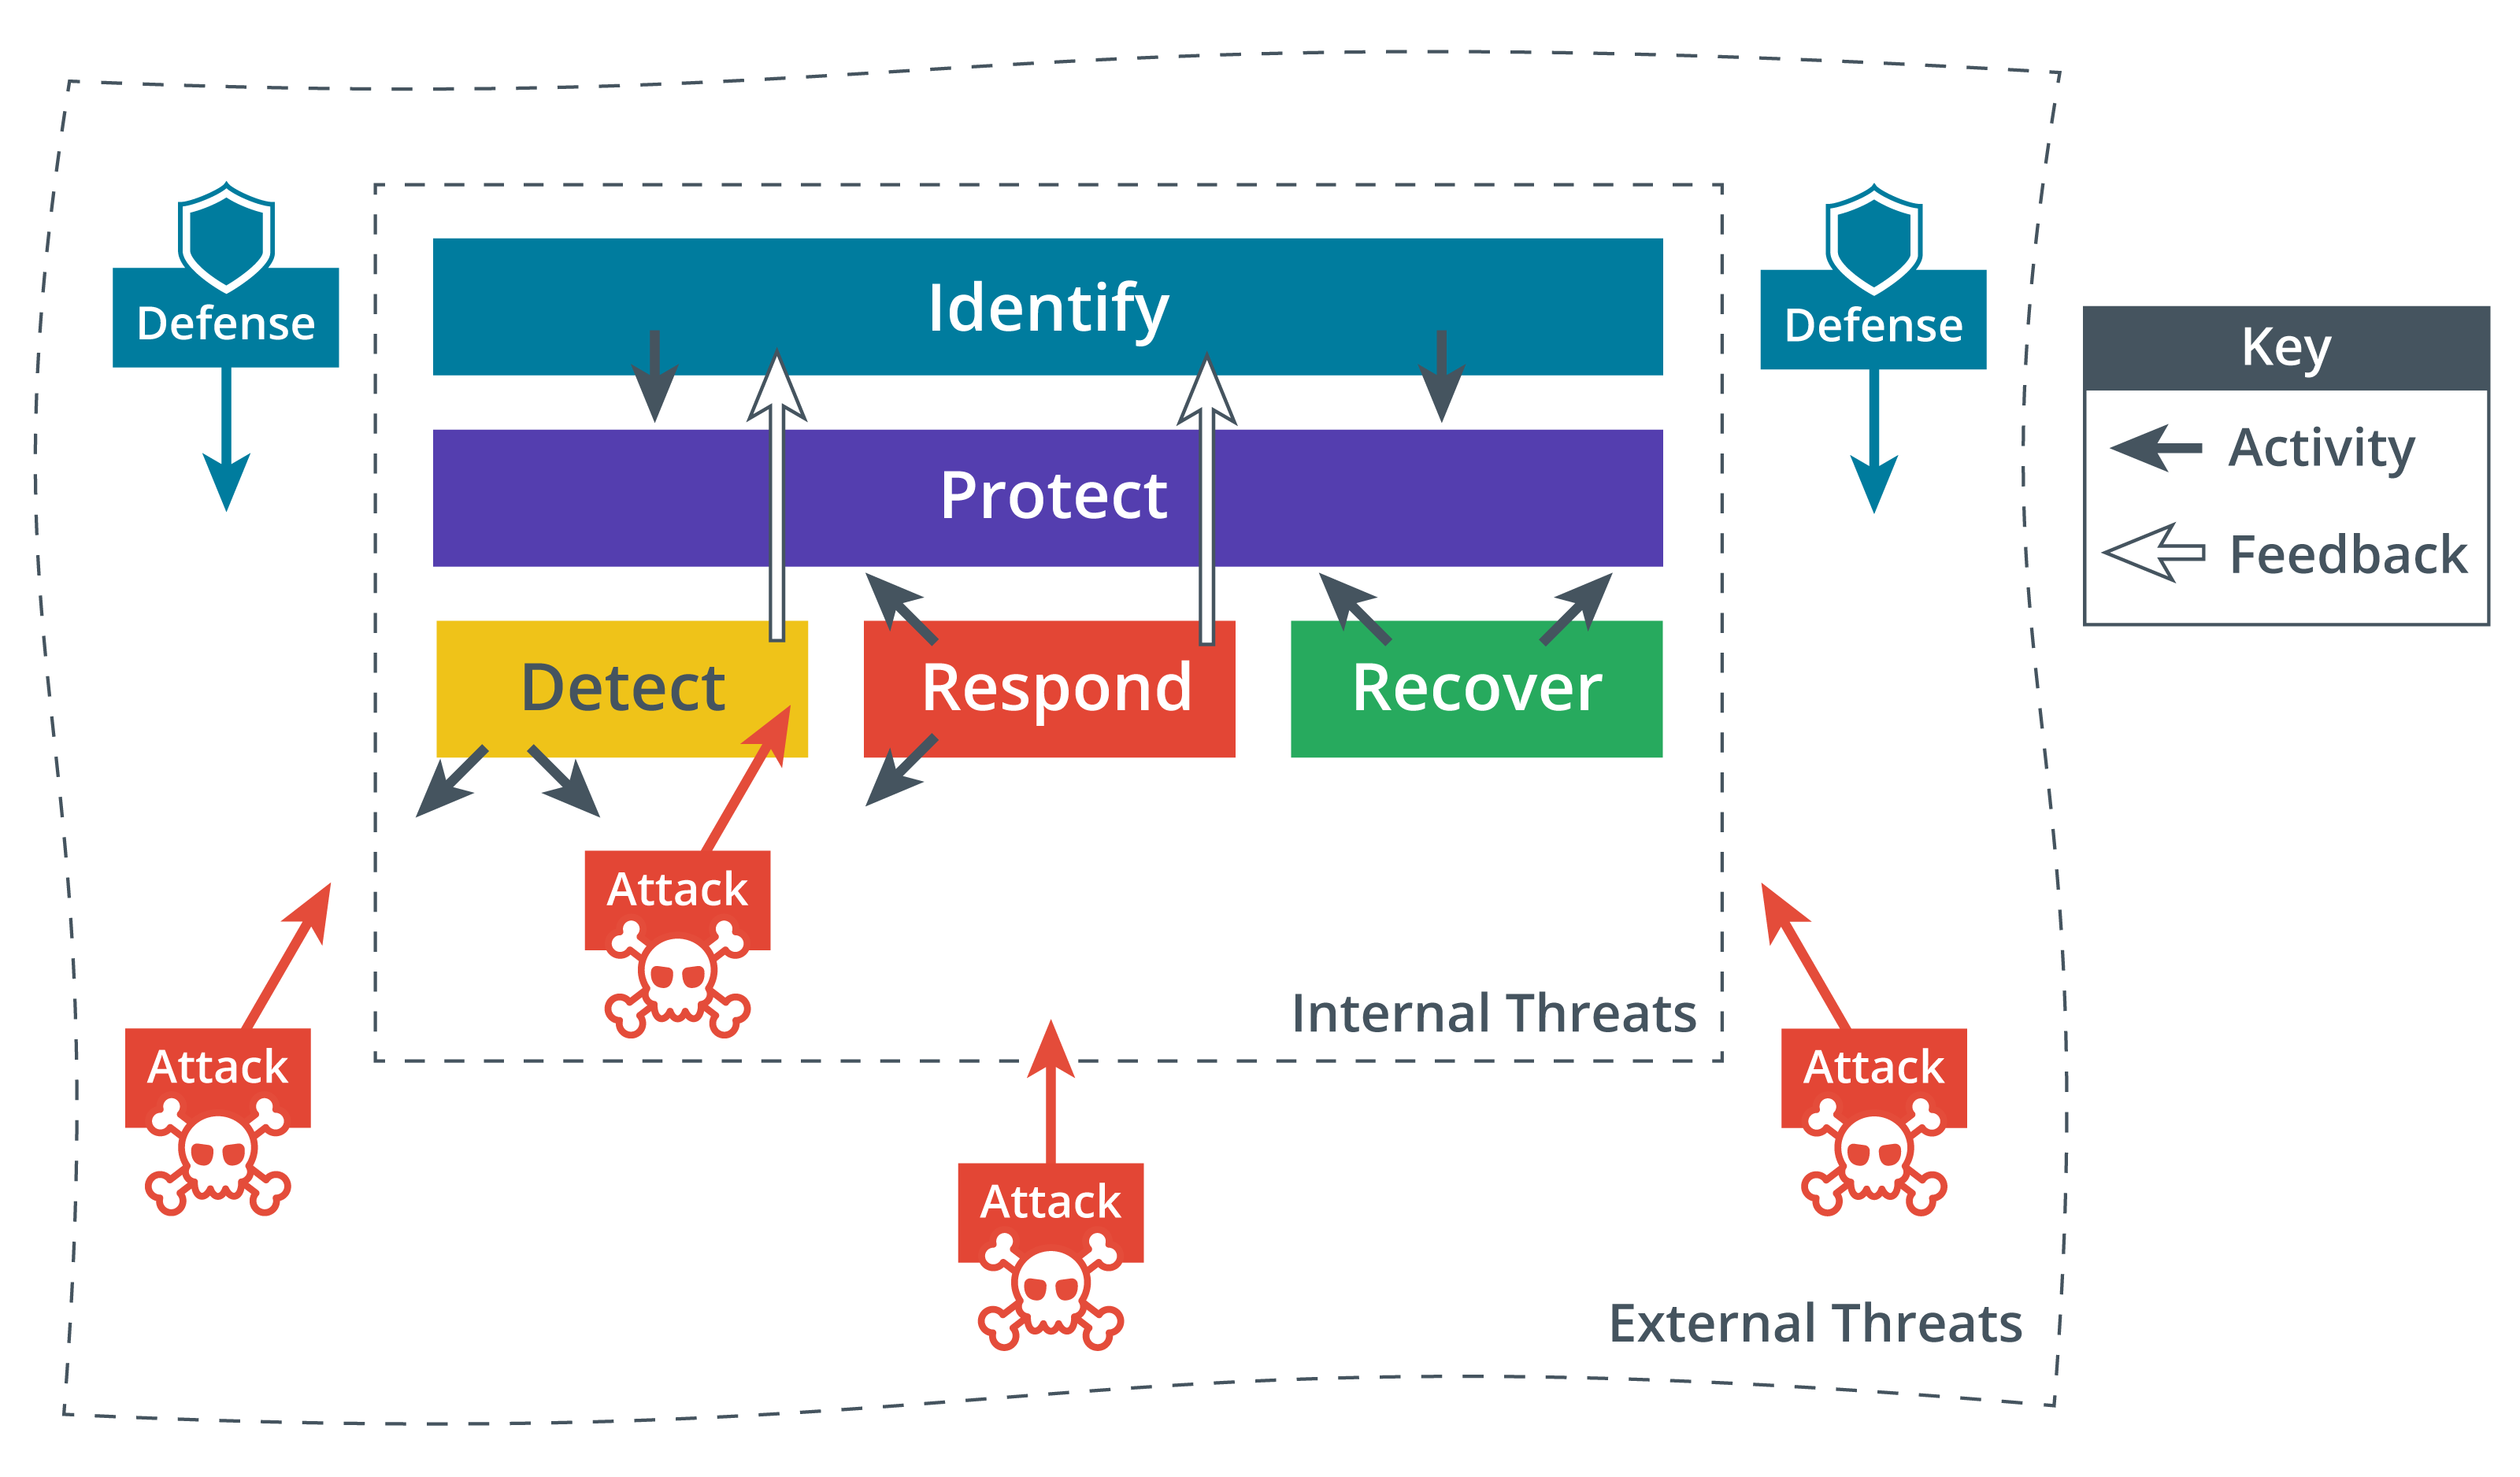 Defense
Identify
Defense
Key
Activity
Feedback
Protect
Detect
Respond
Recover
Attack
Internal Threats
Attack
Attack
Attack
External Threats